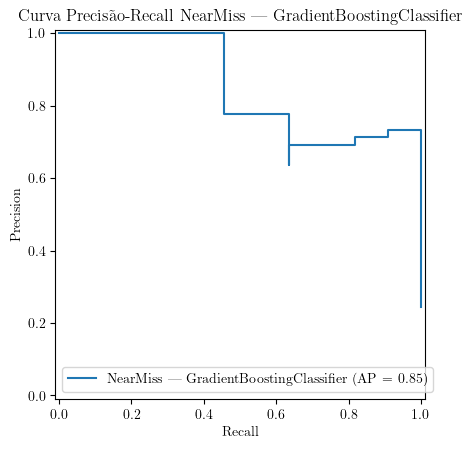 Curva Precisão-Recall NearMiss — GradientBoostingClassifier
1.0
0.8
0.6
0.4
0.2
0.0
Precision
NearMiss — GradientBoostingClassifier (AP = 0.85)
0.0 0.2 0.4 0.6 0.8 1.0
Recall